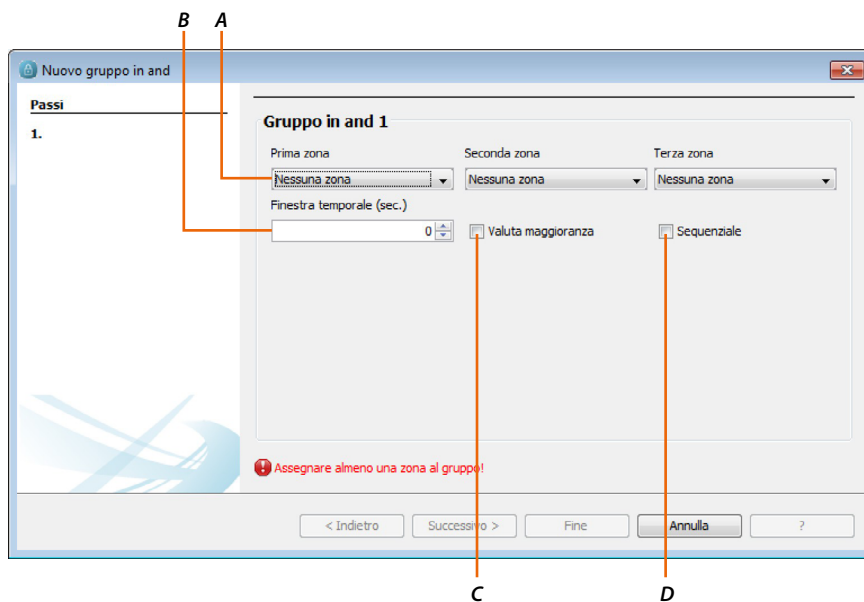 B A
Nuovo gruppo in and
Passi
1.
Gruppo in and 1
Prima zona Seconda zona Terza zona
Nessuna zona Nessuna zona Nessuna zona
Finestra temporale (sec.)
0 Valuta maggioranza Sequenziale
Assegnare almeno una zona al gruppo!
< Indietro Successivo > Fine Annulla ?
C D